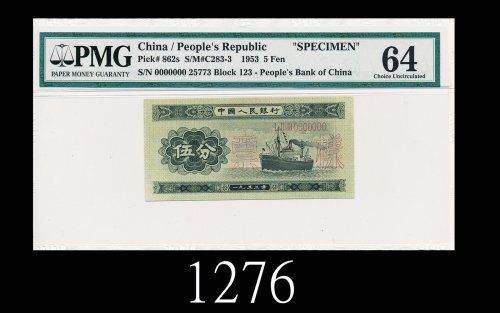 PMG
PAPER MONEY GUARANTY
China / People's Republic "SPECIMEN"
Pick# 862s S/M#C283-3 1953 5 Fen
S/N 0000000 25773 Block 123 - People's Bank of China
64
Choice Uncirculated
中国人民银行
0000000
伍分
票樣
一九五三年
1276